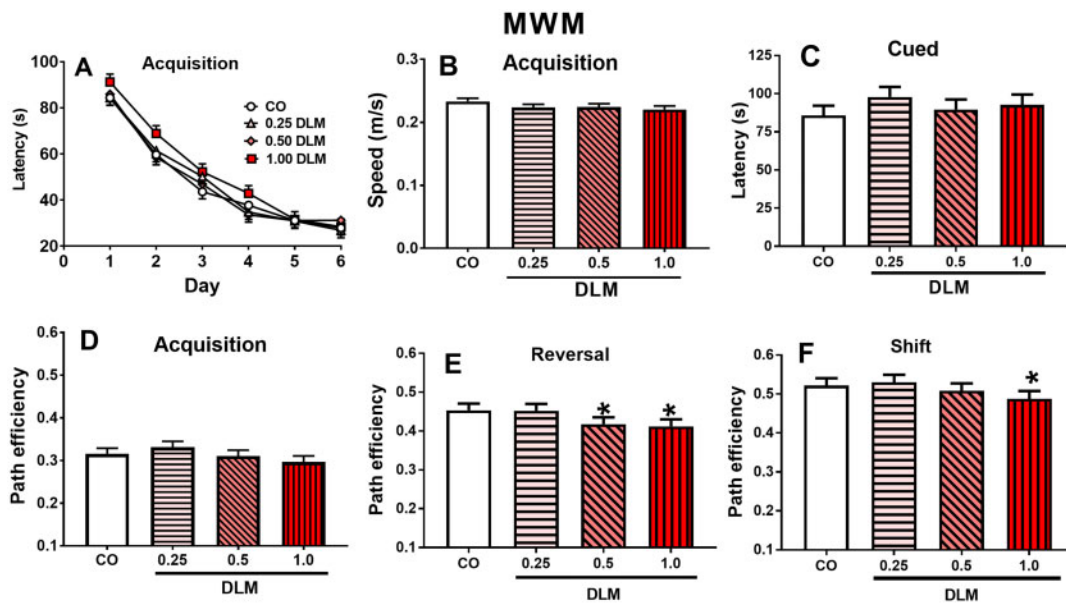 MWM
A
Acquisition
Latency (s)
100
80
60
40
20
0 1 2 3 4 5 6
Day
CO
0.25 DLM
0.50 DLM
1.00 DLM
B
Acquisition
Speed (m/s)
0.3
0.2
0.1
0.0
CO 0.25 0.5 1.0
DLM
C
Cued
Latency (s)
125
100
75
50
25
0
CO 0.25 0.5 1.0
DLM
D
Acquisition
Path efficiency
0.6
0.5
0.4
0.3
0.2
0.1
CO 0.25 0.5 1.0
DLM
E
Reversal
Path efficiency
0.6
0.5
0.4
0.3
0.2
0.1
* *
CO 0.25 0.5 1.0
DLM
F
Shift
Path efficiency
0.6
0.5
0.4
0.3
0.2
0.1
*
CO 0.25 0.5 1.0
DLM